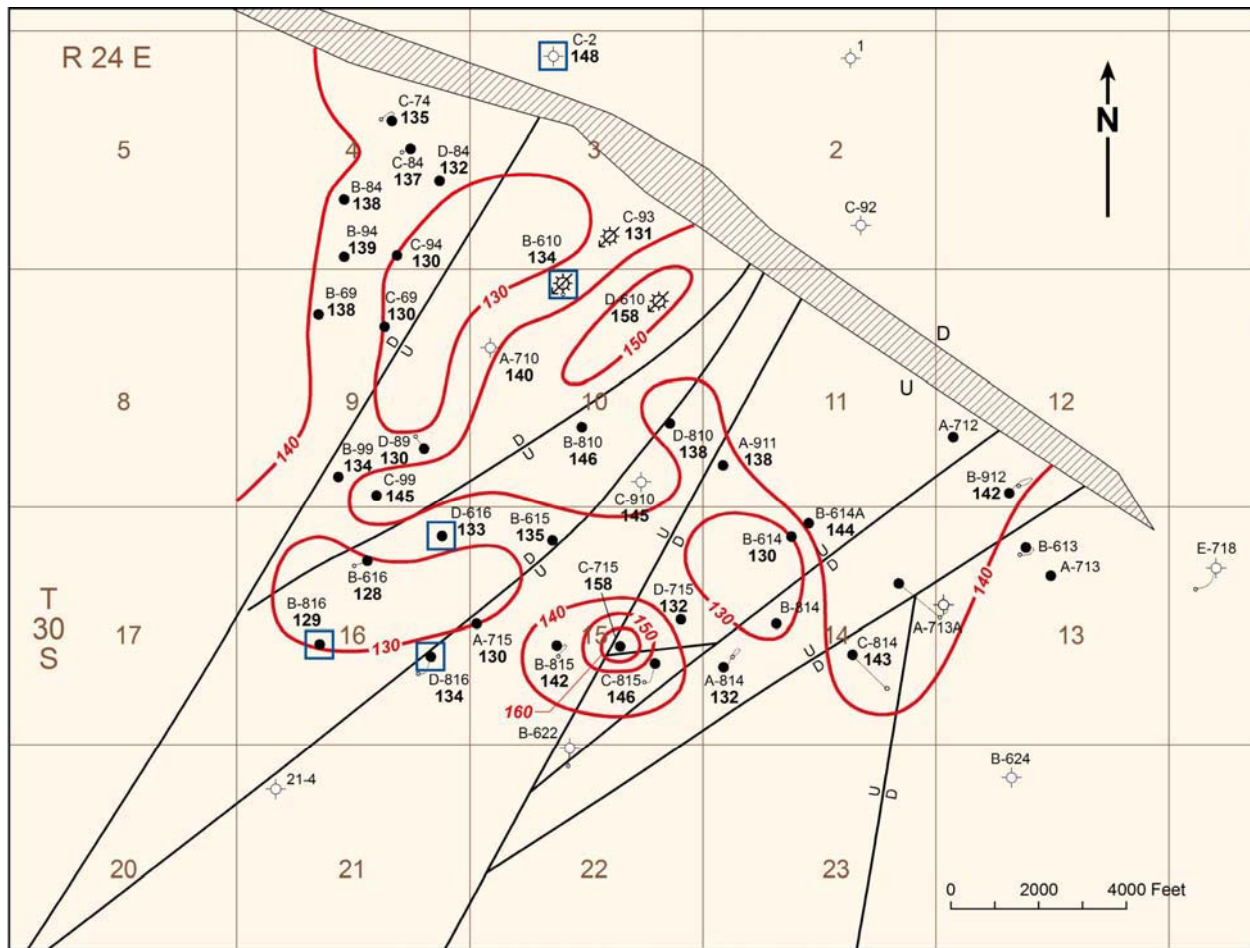 R 24 E
C-2
148
1
N
C-74
135
5
4
3
2
C-84
137
D-84
132
B-84
138
C-92
C-93
131
B-94
139
C-94
130
B-610
134
130
D-610
158
B-69
138
C-69
130
D
U
D
150
A-710
140
U
8
9
10
11
12
140
D
U
A-712
B-99
134
D-89
130
B-810
146
D-810
138
A-911
138
C-99
145
C-910
145
B-912
142
D-616
133
B-615
135
B-614A
144
U
D
B-614
130
U
D
D
U
B-613
E-718
A-713
140
C-715
158
B-616
128
T
30
S
B-816
129
D-715
132
130
B-814
A-713A
17
16
130
A-715
130
140
15
150
14
13
D-816
134
B-815
142
C-815
146
A-814
132
U
D
C-814
143
160
B-622
B-624
21-4
U
D
20
21
22
23
0
2000
4000 Feet